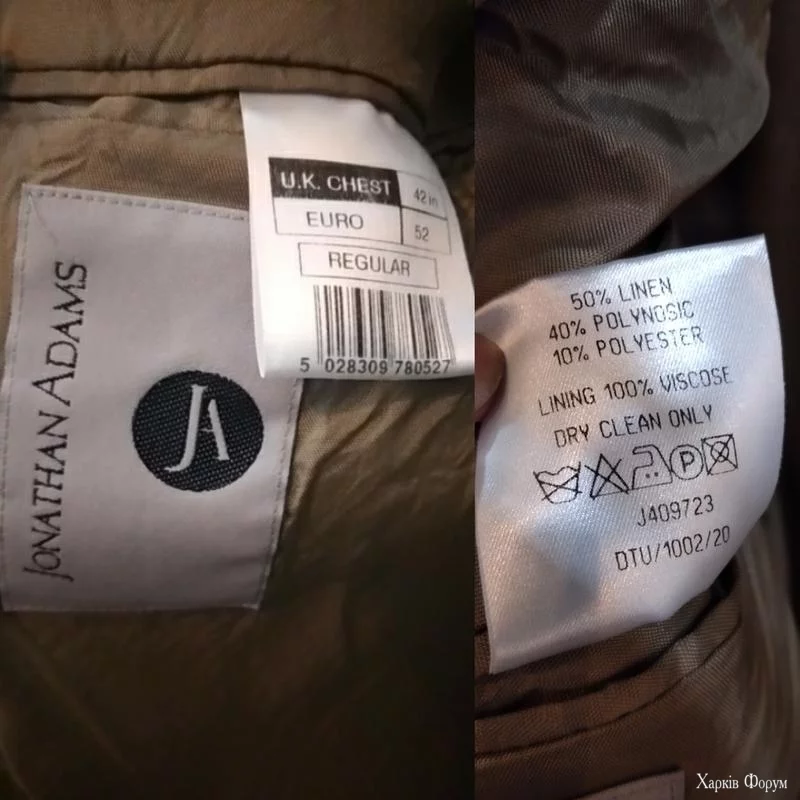 JONATHAN ADAMS
JA
U.K. CHEST 42 in
EURO 52
REGULAR
5 028309 780527
50% LINEN
40% POLYNOSIC
10% POLYESTER
LINING 100% VISCOSE
DRY CLEAN ONLY
P
J409723
DTU/1002/20
Харків Форум